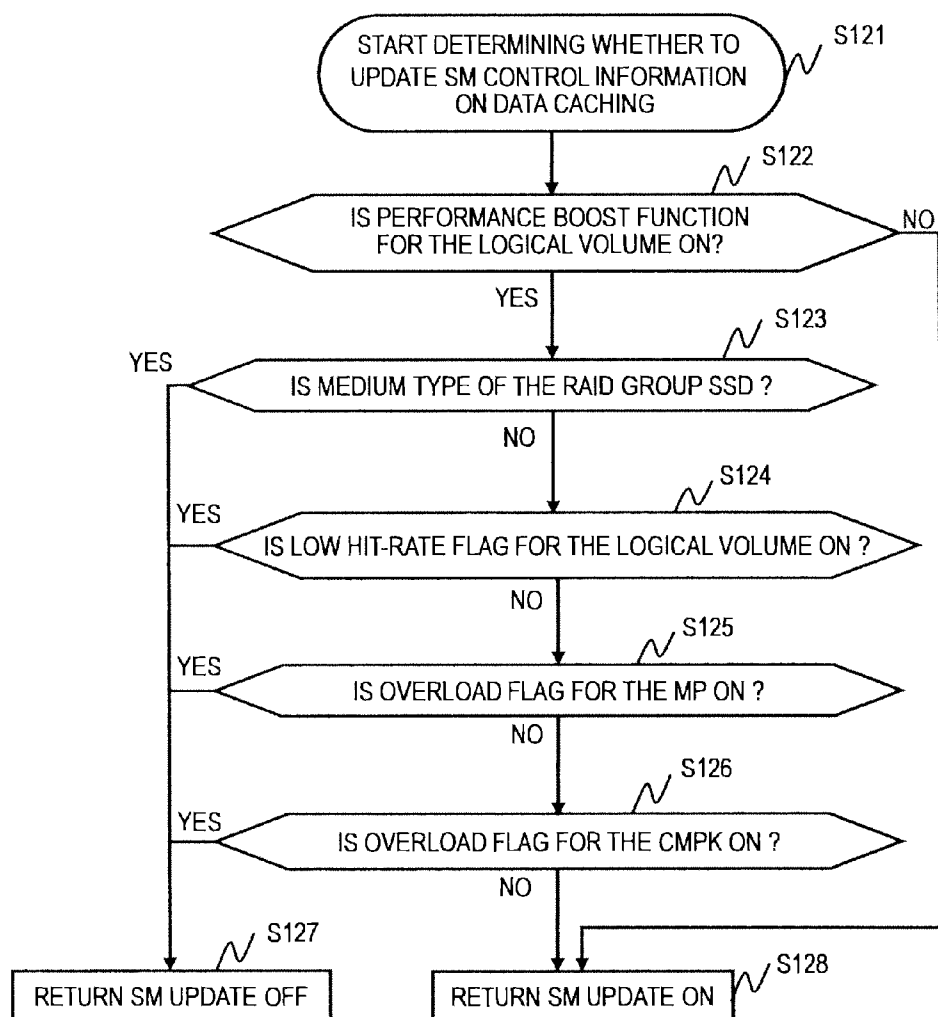 START DETERMINING WHETHER TO
UPDATE SM CONTROL INFORMATION
ON DATA CACHING
S121
S122
IS PERFORMANCE BOOST FUNCTION
FOR THE LOGICAL VOLUME ON?
NO
YES
S123
YES
IS MEDIUM TYPE OF THE RAID GROUP SSD ?
NO
S124
YES
IS LOW HIT-RATE FLAG FOR THE LOGICAL VOLUME ON ?
NO
S125
YES
IS OVERLOAD FLAG FOR THE MP ON ?
NO
S126
YES
IS OVERLOAD FLAG FOR THE CMPK ON ?
NO
S127
RETURN SM UPDATE OFF
S128
RETURN SM UPDATE ON